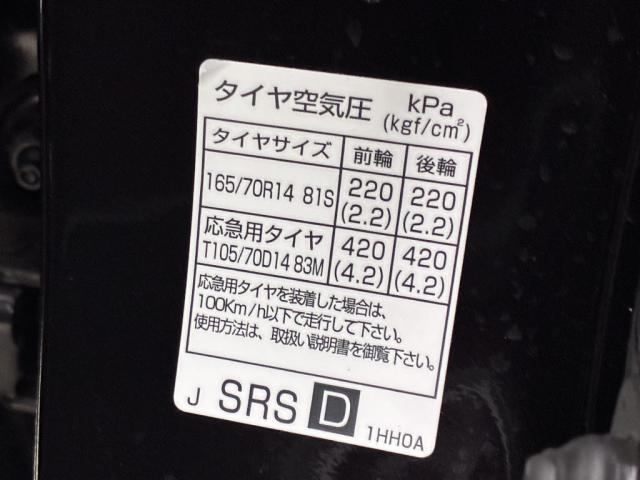 タイヤ空気圧 kPa
(kgf/cm²)
タイヤサイズ 前輪 後輪
165/70R14 81S 220 (2.2) 220 (2.2)
応急用タイヤ
T105/70D14 83M 420 (4.2) 420 (4.2)
応急用タイヤを装着した場合は、
100Km/h以下で走行して下さい。
使用方法は、取扱い説明書を御覧下さい。
J SRS D 1HH0A